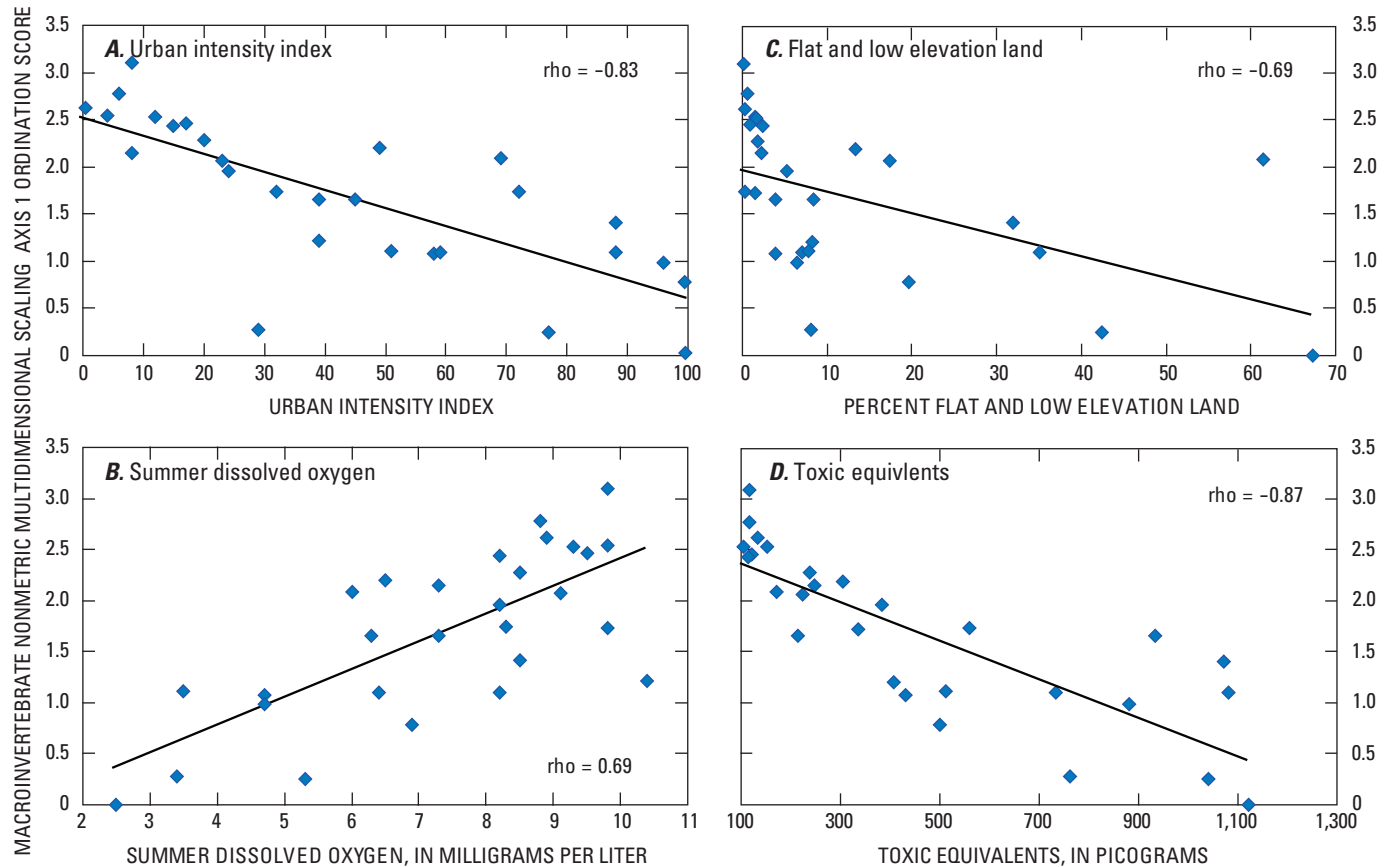 MACROINVERTEBRATE NONMETRIC MULTIDIMENSIONAL SCALING AXIS 1 ORDINATION SCORE
A. Urban intensity index
rho = –0.83
3.5
3.0
2.5
2.0
1.5
1.0
0.5
0
0 10 20 30 40 50 60 70 80 90 100
URBAN INTENSITY INDEX
C. Flat and low elevation land
rho = –0.69
3.5
3.0
2.5
2.0
1.5
1.0
0.5
0
0 10 20 30 40 50 60 70
PERCENT FLAT AND LOW ELEVATION LAND
B. Summer dissolved oxygen
rho = 0.69
3.5
3.0
2.5
2.0
1.5
1.0
0.5
0
2 3 4 5 6 7 8 9 10 11
SUMMER DISSOLVED OXYGEN, IN MILLIGRAMS PER LITER
D. Toxic equivlents
rho = –0.87
3.5
3.0
2.5
2.0
1.5
1.0
0.5
0
100 300 500 700 900 1,100 1,300
TOXIC EQUIVALENTS, IN PICOGRAMS